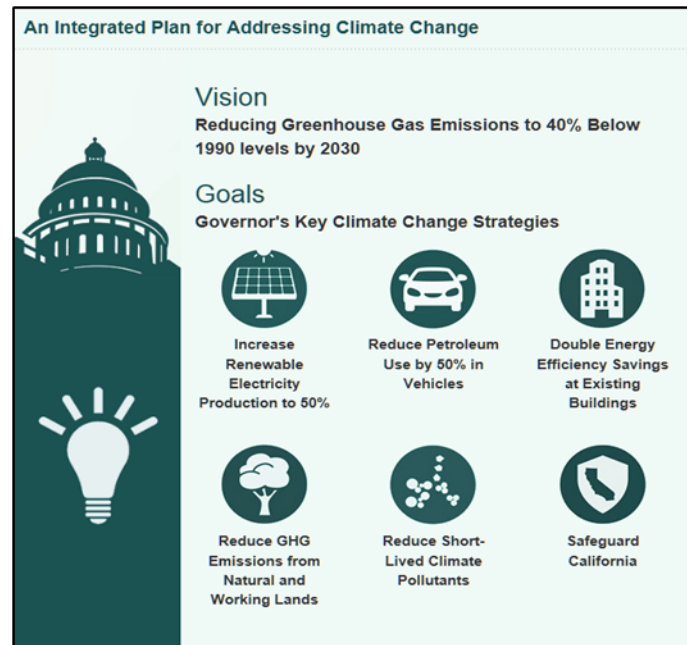 An Integrated Plan for Addressing Climate Change
Vision
Reducing Greenhouse Gas Emissions to 40% Below
1990 levels by 2030
Goals
Governor's Key Climate Change Strategies
Increase
Renewable
Electricity
Production to 50%
Reduce Petroleum
Use by 50% in
Vehicles
Double Energy
Efficiency Savings
at Existing
Buildings
Reduce GHG
Emissions from
Natural and
Working Lands
Reduce Short-
Lived Climate
Pollutants
Safeguard
California